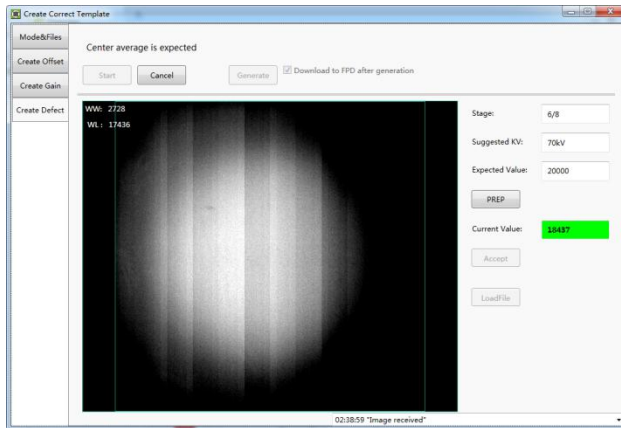 Create Correct Template
Mode&Files
Create Offset
Create Gain
Create Defect
Center average is expected
Start
Cancel
Generate
Download to FPD after generation
WW: 2728
WL: 17436
Stage:
6/8
Suggested KV:
70kV
Expected Value:
20000
PREP
Current Value:
18437
Accept
LoadFile
02:38:59 "Image received"